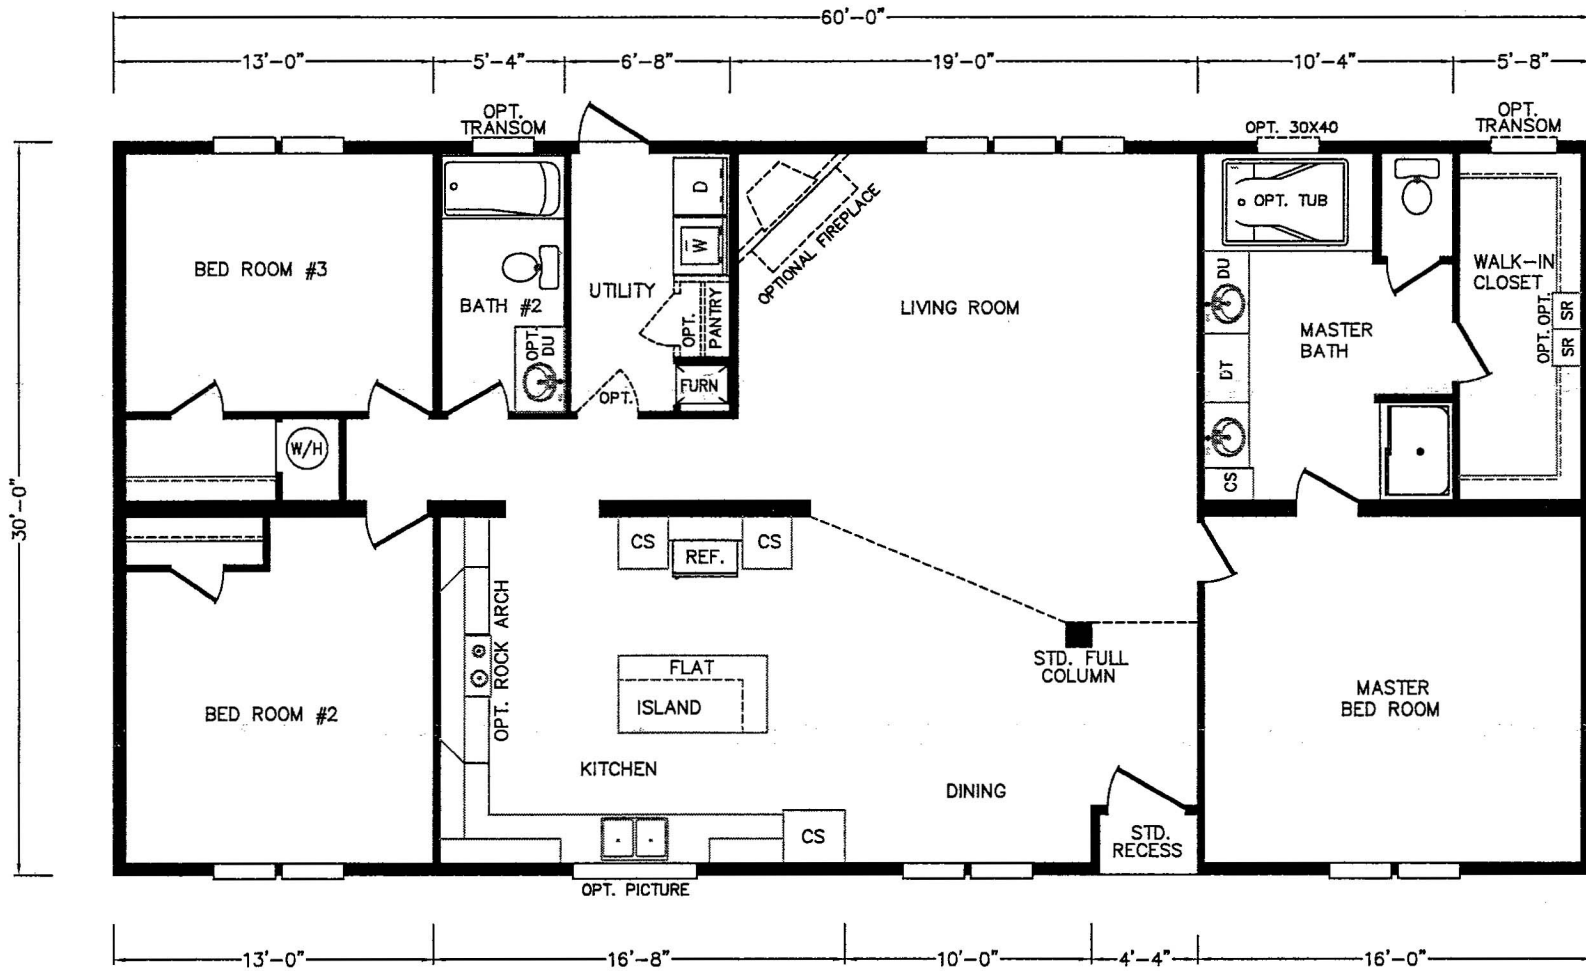 60'-0"
13'-0"
5'-4"
6'-8"
19'-0"
10'-4"
5'-8"
OPT.
TRANSOM
OPT. 30X40
OPT.
TRANSOM
30'-0"
BED ROOM #3
BATH #2
OPT.
DU
UTILITY
D
W
OPT.
PANTRY
FURN
OPT.
W/H
OPTIONAL FIREPLACE
LIVING ROOM
OPT. TUB
DU
DT
CS
MASTER
BATH
WALK-IN
CLOSET
OPT.
SR
OPT.
SR
BED ROOM #2
OPT. ROCK ARCH
CS
REF.
CS
FLAT
ISLAND
KITCHEN
CS
DINING
STD. FULL
COLUMN
STD.
RECESS
MASTER
BED ROOM
OPT. PICTURE
13'-0"
16'-8"
10'-0"
4'-4"
16'-0"